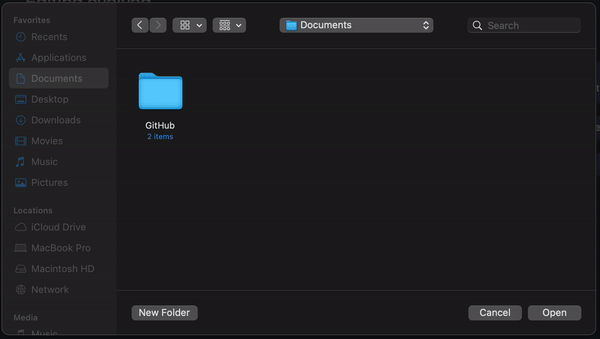 Favorites
Recents
Applications
Documents
Desktop
Downloads
Movies
Music
Pictures
Locations
iCloud Drive
MacBook Pro
Macintosh HD
Network
Media
Music
Documents
Search
GitHub
2 items
New Folder
Cancel
Open